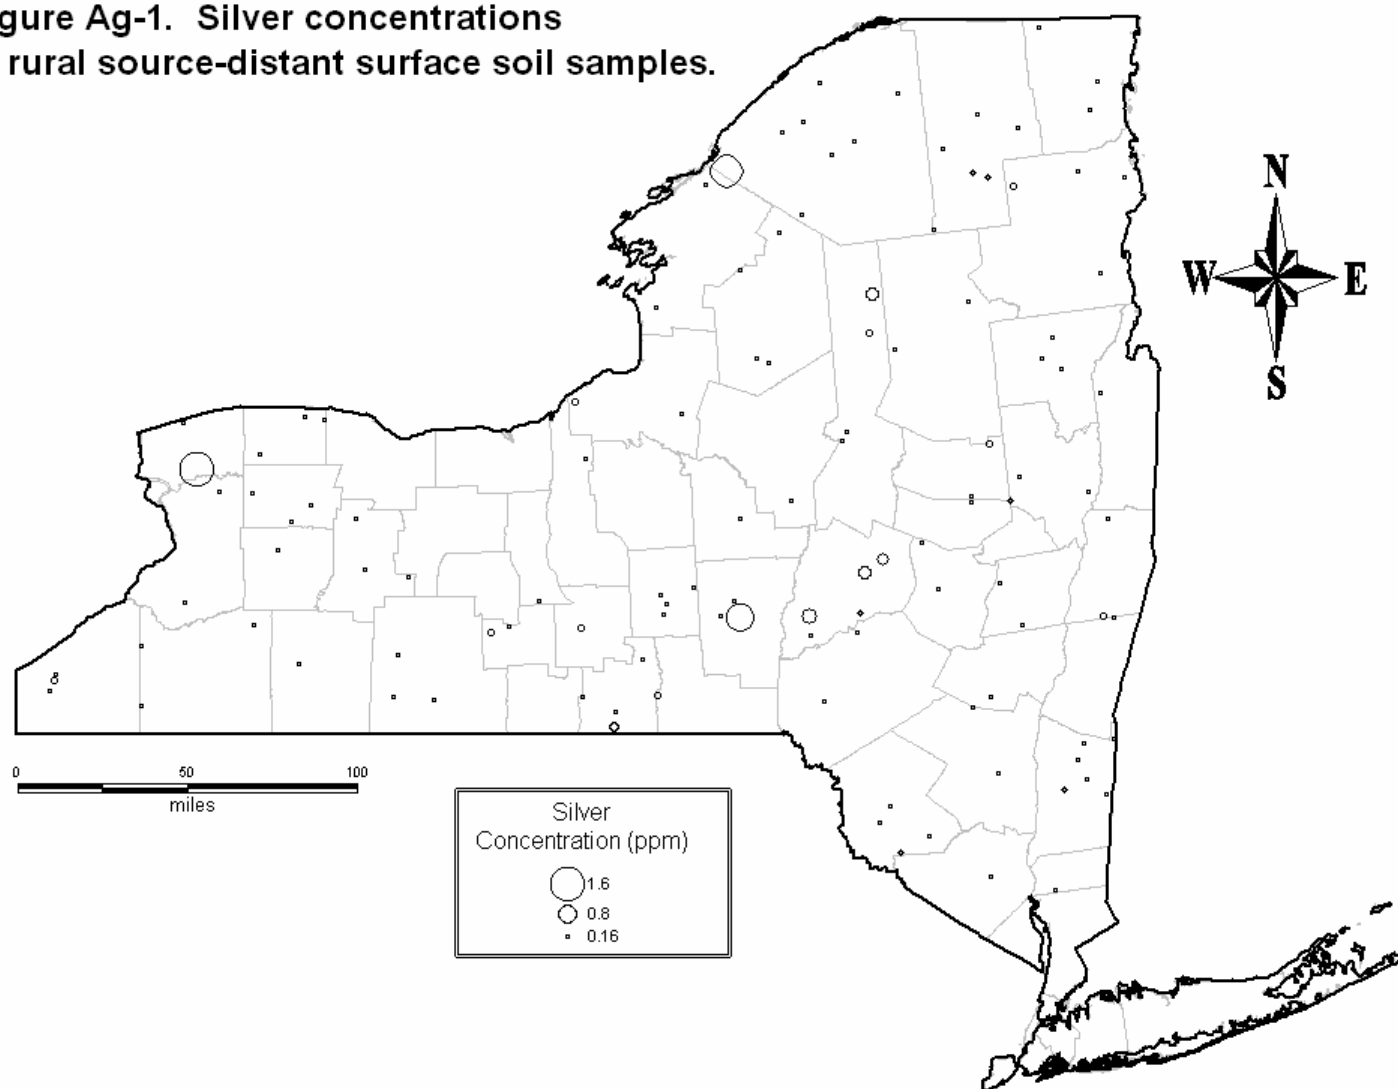 gure Ag-1. Silver concentrations
rural source-distant surface soil samples.
N
W E
S
0 50 100
miles
Silver
Concentration (ppm)
1.6
0.8
0.16